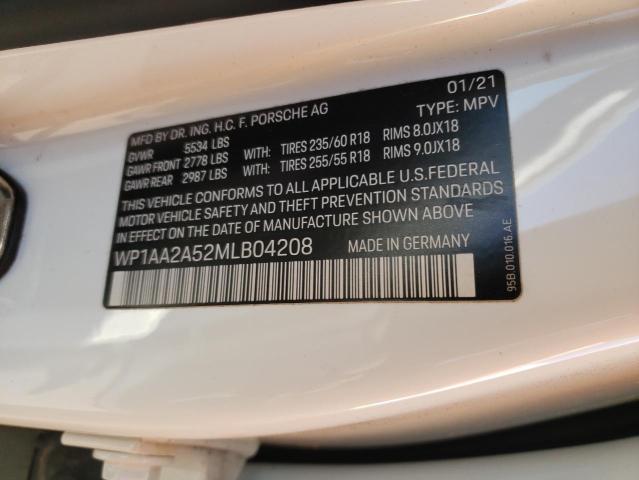 MFD BY DR. ING. H.C. F. PORSCHE AG 01/21
GVWR 5534 LBS TYPE: MPV
GAWR FRONT 2778 LBS WITH: TIRES 235/60 R18 RIMS 8.0JX18
GAWR REAR 2987 LBS WITH: TIRES 255/55 R18 RIMS 9.0JX18
THIS VEHICLE CONFORMS TO ALL APPLICABLE U.S.FEDERAL
MOTOR VEHICLE SAFETY AND THEFT PREVENTION STANDARDS
IN EFFECT ON THE DATE OF MANUFACTURE SHOWN ABOVE
WP1AA2A52MLB04208 MADE IN GERMANY
95B.010.016.AE